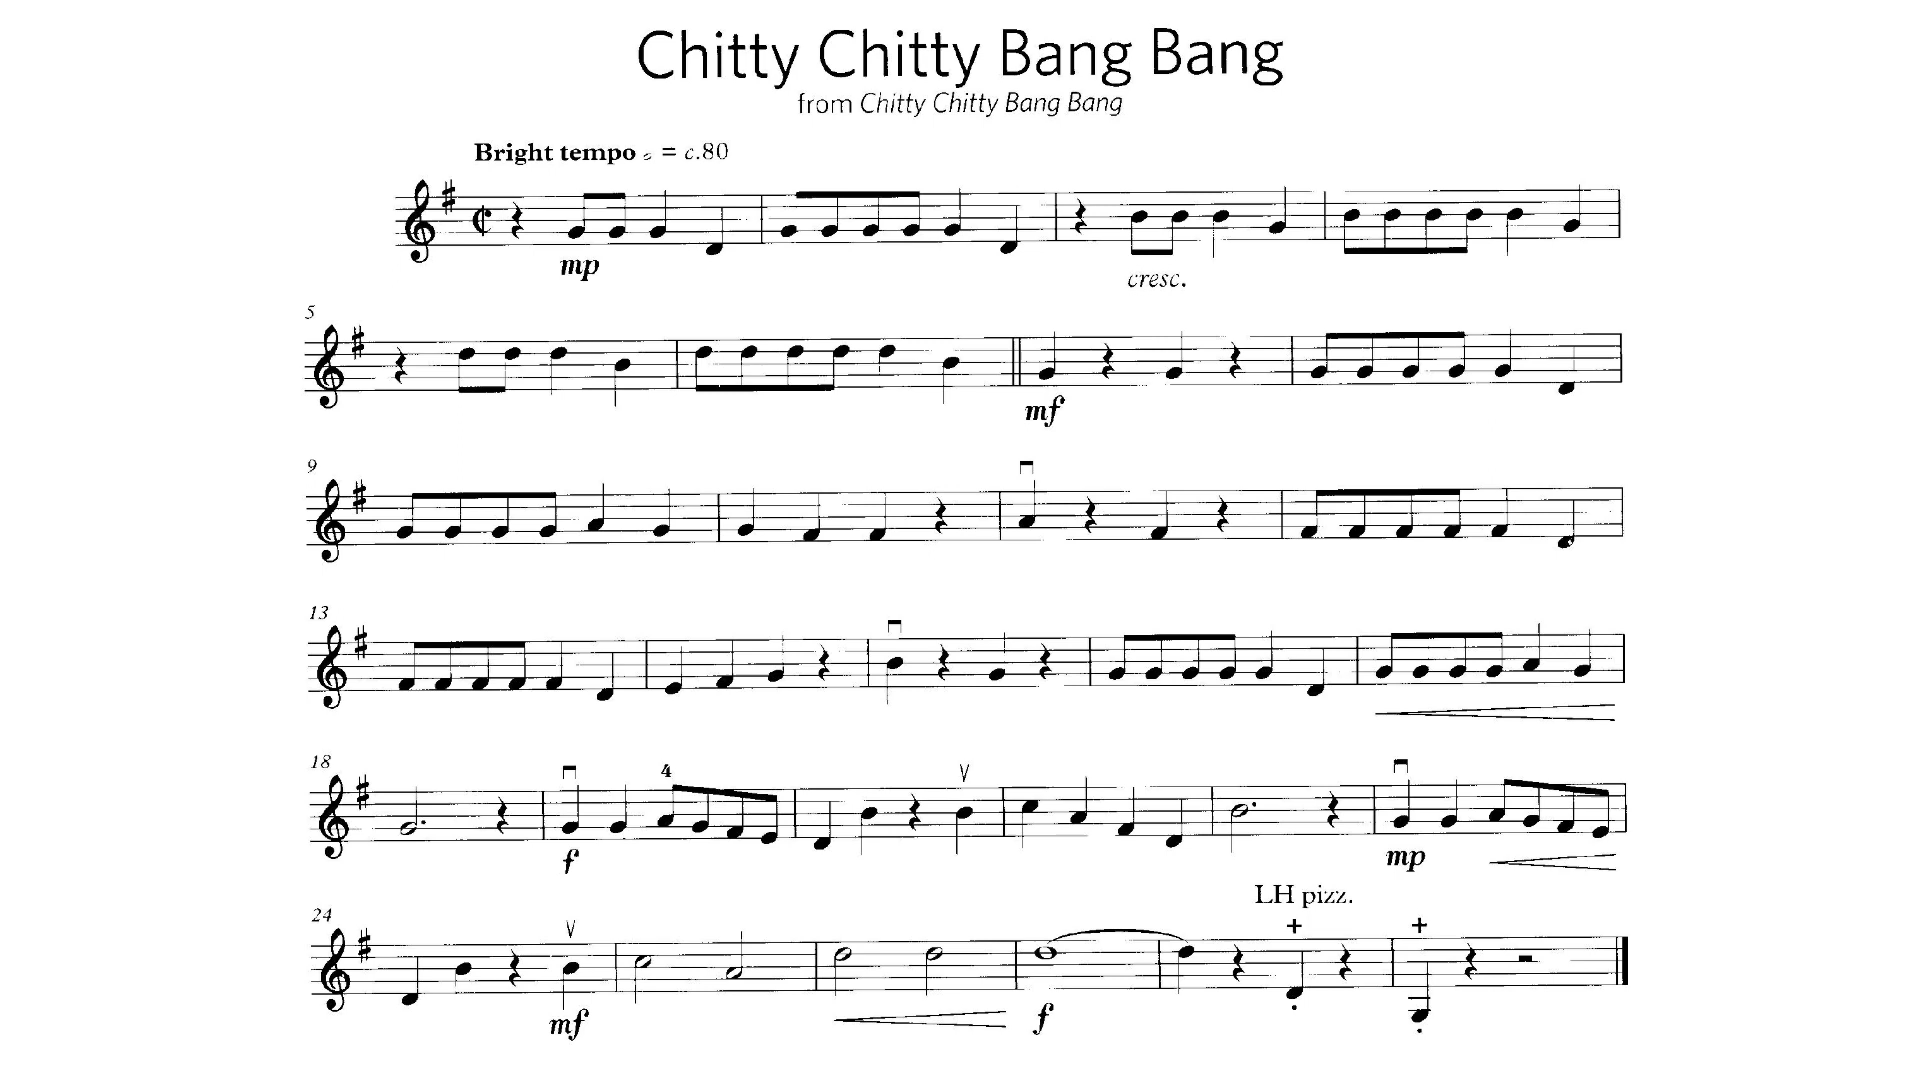 Chitty Chitty Bang Bang
from Chitty Chitty Bang Bang
Bright tempo 𝅗𝅥 = c.80
mp
cresc.
5
mf
9
13
18
4
f
mp
LH pizz.
24
+ +
mf
f